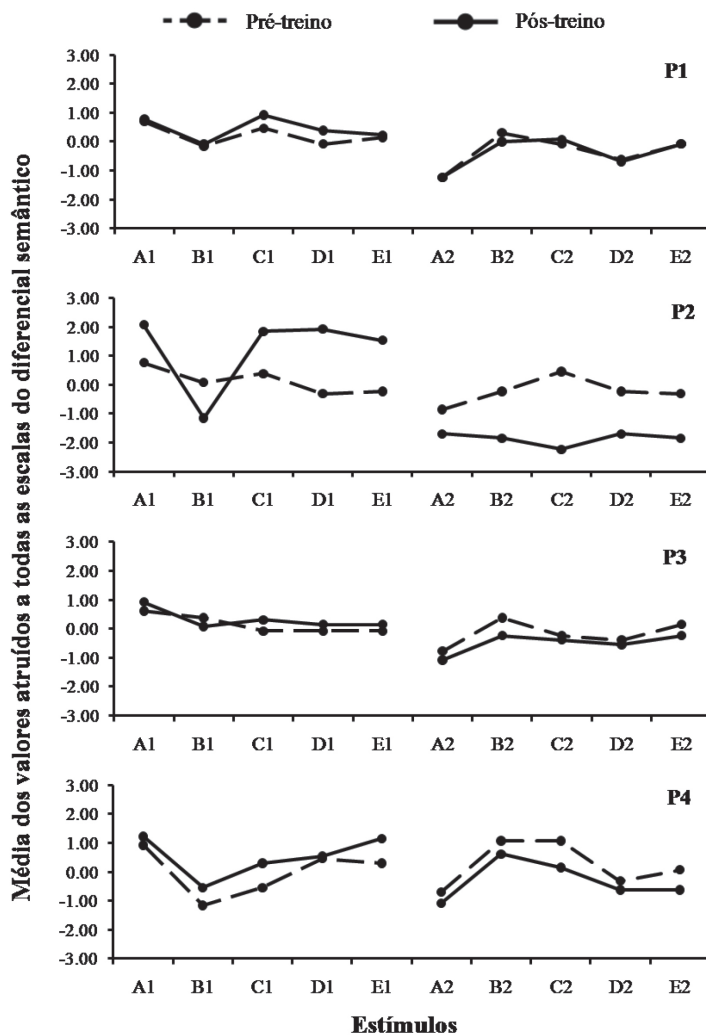 Pré-treino Pós-treino
Média dos valores atruídos a todas as escalas do diferencial semântico
P1
3.00
2.00
1.00
0.00
-1.00
-2.00
-3.00
A1 B1 C1 D1 E1 A2 B2 C2 D2 E2
P2
3.00
2.00
1.00
0.00
-1.00
-2.00
-3.00
A1 B1 C1 D1 E1 A2 B2 C2 D2 E2
P3
3.00
2.00
1.00
0.00
-1.00
-2.00
-3.00
A1 B1 C1 D1 E1 A2 B2 C2 D2 E2
P4
3.00
2.00
1.00
0.00
-1.00
-2.00
-3.00
A1 B1 C1 D1 E1 A2 B2 C2 D2 E2
Estímulos